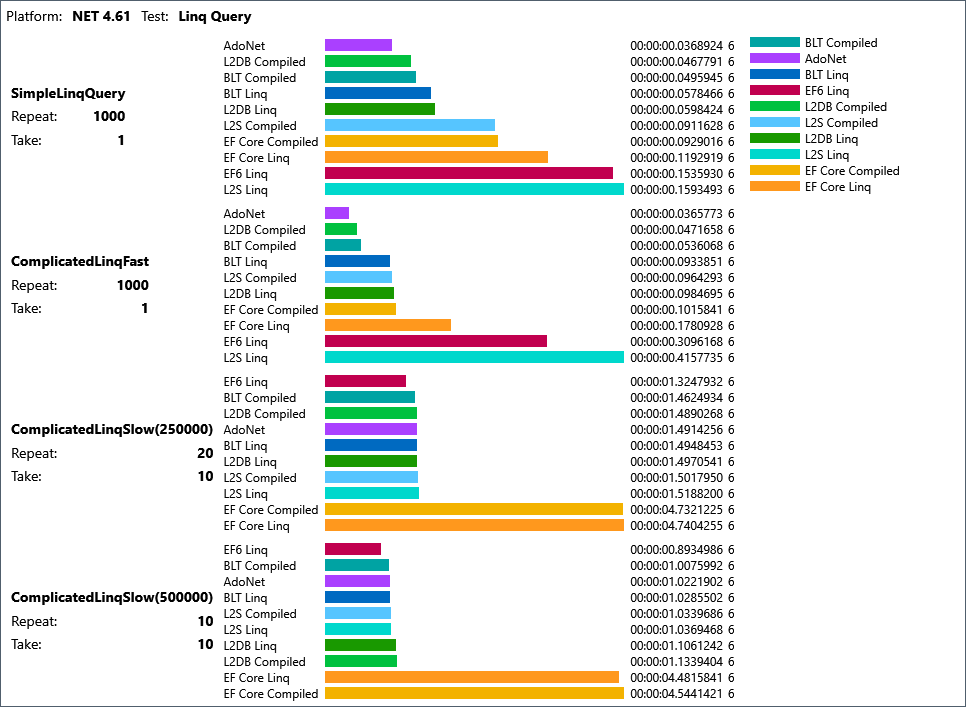 Platform: NET 4.61 Test: Linq Query
SimpleLinqQuery
Repeat: 1000
Take: 1
AdoNet 00:00:00.0368924 6
L2DB Compiled 00:00:00.0467791 6
BLT Compiled 00:00:00.0495945 6
BLT Linq 00:00:00.0578466 6
L2DB Linq 00:00:00.0598424 6
L2S Compiled 00:00:00.0911628 6
EF Core Compiled 00:00:00.0929016 6
EF Core Linq 00:00:00.1192919 6
EF6 Linq 00:00:00.1535930 6
L2S Linq 00:00:00.1593493 6
ComplicatedLinqFast
Repeat: 1000
Take: 1
AdoNet 00:00:00.0365773 6
L2DB Compiled 00:00:00.0471658 6
BLT Compiled 00:00:00.0536068 6
BLT Linq 00:00:00.0933851 6
L2S Compiled 00:00:00.0964293 6
L2DB Linq 00:00:00.0984695 6
EF Core Compiled 00:00:00.1015841 6
EF Core Linq 00:00:00.1780928 6
EF6 Linq 00:00:00.3096168 6
L2S Linq 00:00:00.4157735 6
ComplicatedLinqSlow(250000)
Repeat: 20
Take: 10
EF6 Linq 00:00:01.3247932 6
BLT Compiled 00:00:01.4624934 6
L2DB Compiled 00:00:01.4890268 6
AdoNet 00:00:01.4914256 6
BLT Linq 00:00:01.4948453 6
L2DB Linq 00:00:01.4970541 6
L2S Compiled 00:00:01.5017950 6
L2S Linq 00:00:01.5188200 6
EF Core Compiled 00:00:04.7321225 6
EF Core Linq 00:00:04.7404255 6
ComplicatedLinqSlow(500000)
Repeat: 10
Take: 10
EF6 Linq 00:00:00.8934986 6
BLT Compiled 00:00:01.0075992 6
AdoNet 00:00:01.0221902 6
BLT Linq 00:00:01.0285502 6
L2S Compiled 00:00:01.0339686 6
L2S Linq 00:00:01.0369468 6
L2DB Linq 00:00:01.1061242 6
L2DB Compiled 00:00:01.1339404 6
EF Core Linq 00:00:04.4815841 6
EF Core Compiled 00:00:04.5441421 6
BLT Compiled
AdoNet
BLT Linq
EF6 Linq
L2DB Compiled
L2S Compiled
L2DB Linq
L2S Linq
EF Core Compiled
EF Core Linq